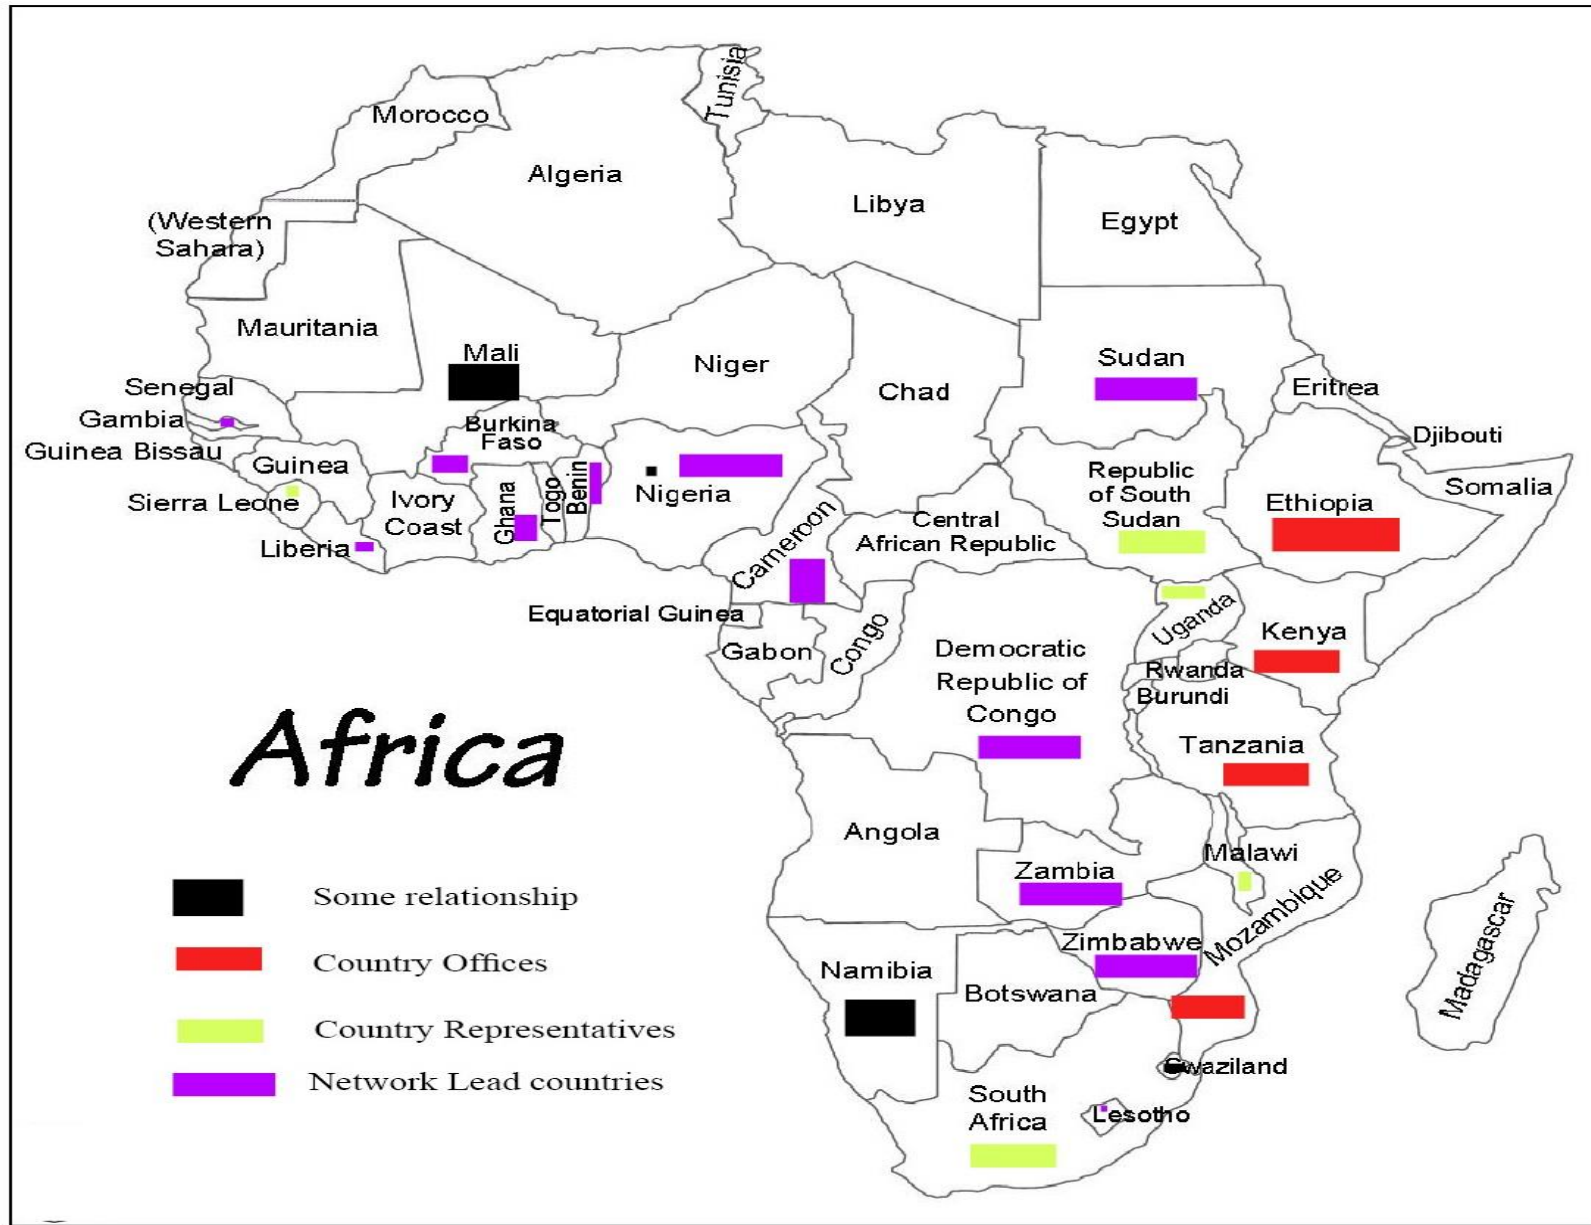 Tunisia
Morocco
Algeria
Libya
Egypt
(Western
Sahara)
Mauritania
Mali
Niger
Chad
Sudan
Eritrea
Senegal
Gambia
Guinea Bissau
Guinea
Sierra Leone
Liberia
Ivory
Coast
Burkina
Faso
Ghana
Togo
Benin
Nigeria
Cameroon
Central
African Republic
Republic
of South
Sudan
Ethiopia
Djibouti
Somalia
Equatorial Guinea
Gabon
Congo
Democratic
Republic of
Congo
Uganda
Kenya
Rwanda
Burundi
Tanzania
Africa
Angola
Zambia
Malawi
Mozambique
Zimbabwe
Namibia
Botswana
Madagascar
Swaziland
Lesotho
South
Africa
Some relationship
Country Offices
Country Representatives
Network Lead countries